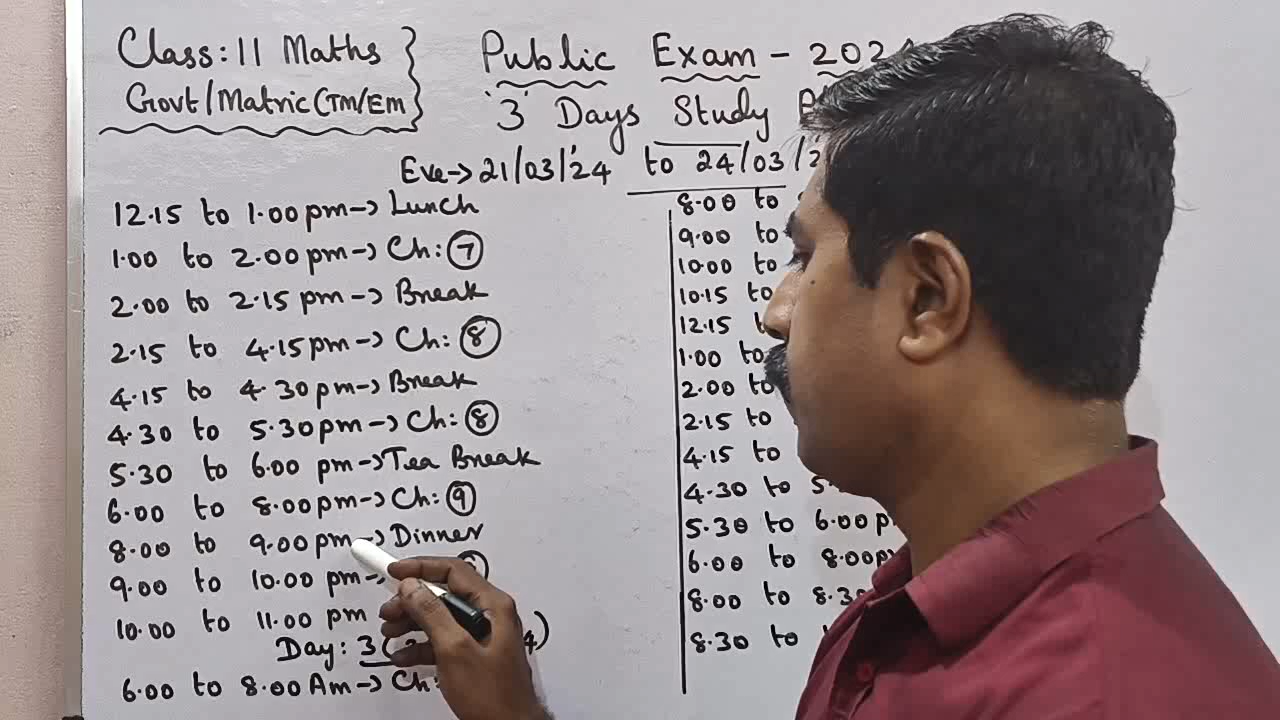 Class: 11 Maths
Govt/Matric (TM/EM
Public Exam - 202
'3' Days Study
Eve-> 21/03/'24 to 24/03/
12.15 to 1.00 pm-> Lunch
1.00 to 2.00 pm-> Ch: 7
2.00 to 2.15 pm-> Break
2.15 to 4.15 pm-> Ch: 8
4.15 to 4.30 pm-> Break
4.30 to 5.30 pm-> Ch: 8
5.30 to 6.00 pm-> Tea Break
6.00 to 8.00 pm-> Ch: 9
8.00 to 9.00 pm-> Dinner
9.00 to 10.00 pm->
10.00 to 11.00 pm
Day: 3 (
6.00 to 8.00 Am-> Ch:
8.00 to
9.00 to
10.00 to
10.15 to
12.15
1.00 to
2.00 to
2.15 to
4.15 to
4.30 to
5.30 to 6.00 p
6.00 to 8.00 p
8.00 to 8.30
8.30 to